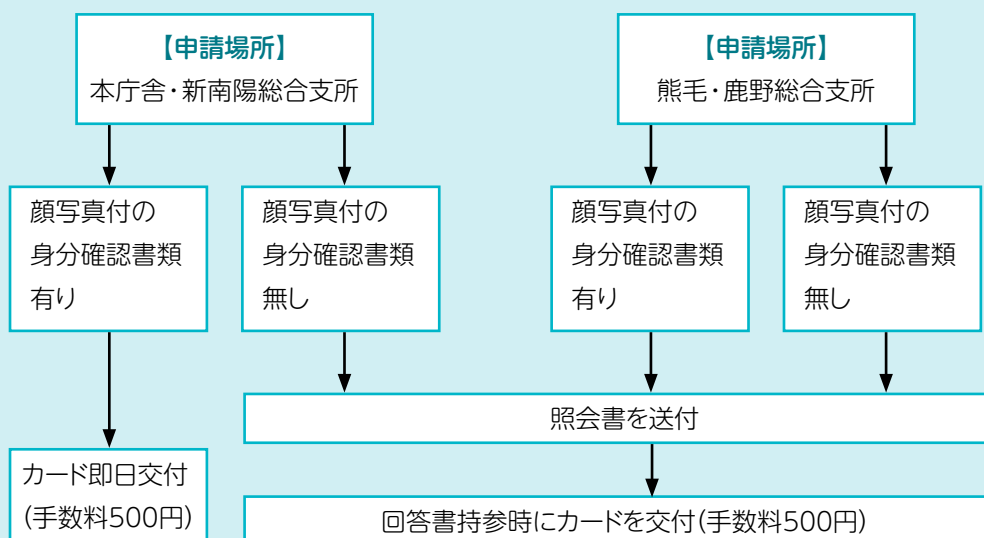 【申請場所】
本庁舎・新南陽総合支所
【申請場所】
熊毛・鹿野総合支所
顔写真付の
身分確認書類
有り
顔写真付の
身分確認書類
無し
顔写真付の
身分確認書類
有り
顔写真付の
身分確認書類
無し
照会書を送付
カード即日交付
(手数料500円)
回答書持参時にカードを交付(手数料500円)